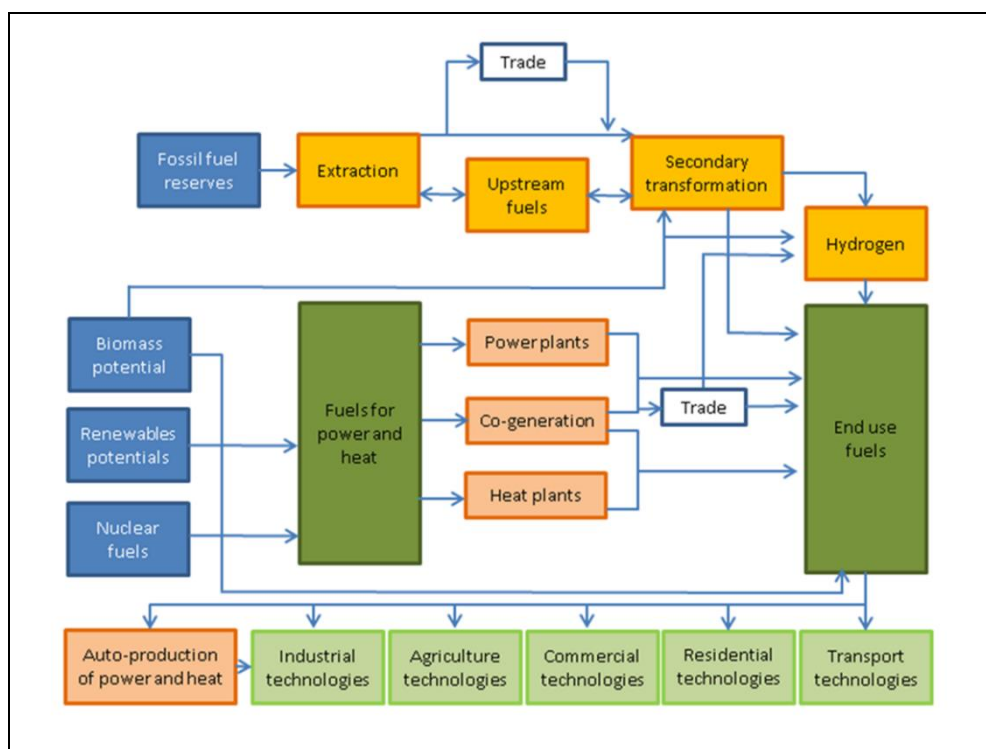 Trade
Fossil fuel
reserves
Extraction
Upstream
fuels
Secondary
transformation
Hydrogen
Biomass
potential
Renewables
potentials
Nuclear
fuels
Fuels for
power and
heat
Power plants
Co-generation
Heat plants
Trade
End use
fuels
Auto-production
of power and heat
Industrial
technologies
Agriculture
technologies
Commercial
technologies
Residential
technologies
Transport
technologies